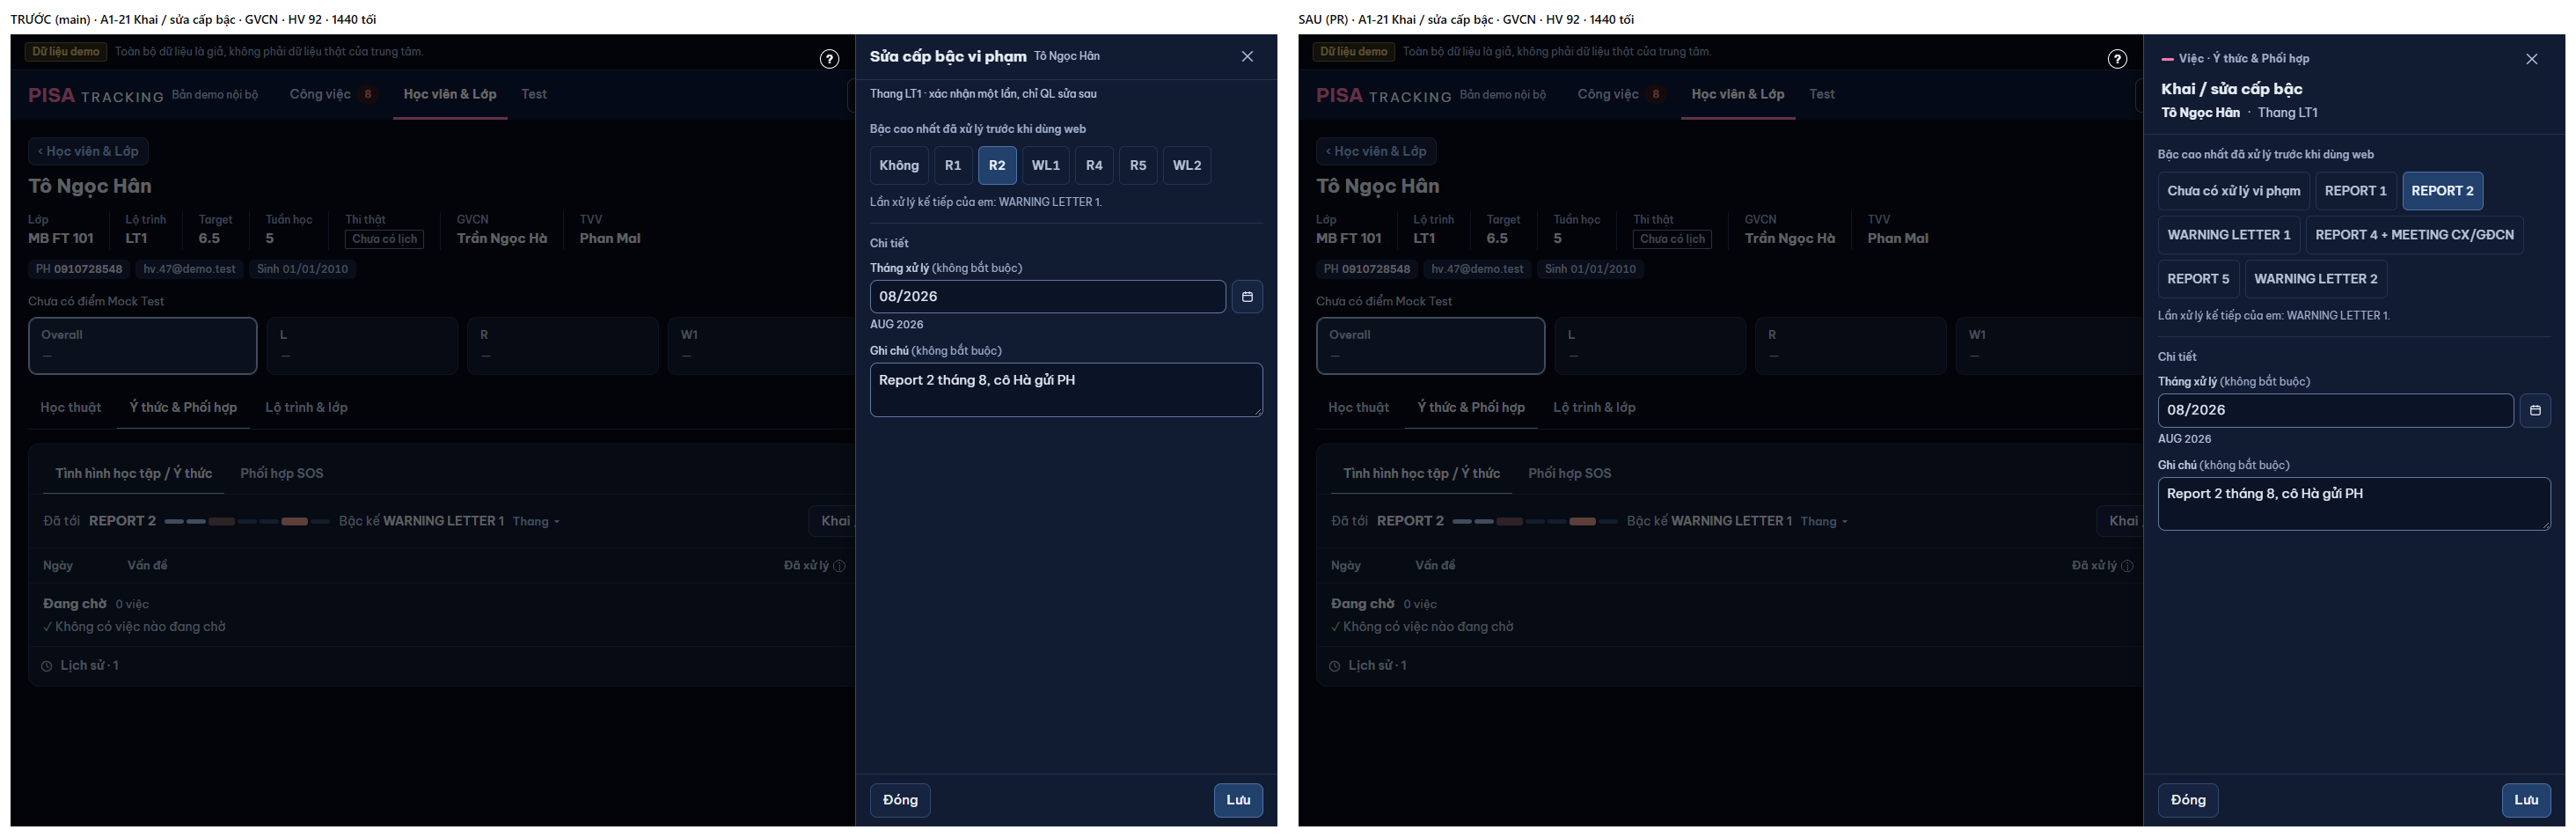 TRƯỚC (main) · A1-21 Khai / sửa cấp bậc · GVCN · HV 92 · 1440 tối
Dữ liệu demo Toàn bộ dữ liệu là giả, không phải dữ liệu thật của trung tâm.
?
PISA TRACKING Bản demo nội bộ Công việc 8 Học viên & Lớp Test
‹ Học viên & Lớp
Tô Ngọc Hân
Lớp Lộ trình Target Tuần học Thi thật GVCN TVV
MB FT 101 LT1 6.5 5 Chưa có lịch Trần Ngọc Hà Phan Mai
PH 0910728548 hv.47@demo.test Sinh 01/01/2010
Chưa có điểm Mock Test
Overall L R W1
— — — —
Học thuật Ý thức & Phối hợp Lộ trình & lớp
Tình hình học tập / Ý thức Phối hợp SOS
Đã tới REPORT 2 Bậc kế WARNING LETTER 1 Thang Khai
Ngày Vấn đề Đã xử lý
Đang chờ 0 việc
✓ Không có việc nào đang chờ
Lịch sử · 1
Sửa cấp bậc vi phạm Tô Ngọc Hân
Thang LT1 · xác nhận một lần, chỉ QL sửa sau
Bậc cao nhất đã xử lý trước khi dùng web
Không R1 R2 WL1 R4 R5 WL2
Lần xử lý kế tiếp của em: WARNING LETTER 1.
Chi tiết
Tháng xử lý (không bắt buộc)
08/2026
AUG 2026
Ghi chú (không bắt buộc)
Report 2 tháng 8, cô Hà gửi PH
Đóng Lưu
SAU (PR) · A1-21 Khai / sửa cấp bậc · GVCN · HV 92 · 1440 tối
Dữ liệu demo Toàn bộ dữ liệu là giả, không phải dữ liệu thật của trung tâm.
?
PISA TRACKING Bản demo nội bộ Công việc 8 Học viên & Lớp Test
‹ Học viên & Lớp
Tô Ngọc Hân
Lớp Lộ trình Target Tuần học Thi thật GVCN TVV
MB FT 101 LT1 6.5 5 Chưa có lịch Trần Ngọc Hà Phan Mai
PH 0910728548 hv.47@demo.test Sinh 01/01/2010
Chưa có điểm Mock Test
Overall L R W1
— — — —
Học thuật Ý thức & Phối hợp Lộ trình & lớp
Tình hình học tập / Ý thức Phối hợp SOS
Đã tới REPORT 2 Bậc kế WARNING LETTER 1 Thang Khai
Ngày Vấn đề Đã xử lý
Đang chờ 0 việc
✓ Không có việc nào đang chờ
Lịch sử · 1
Việc · Ý thức & Phối hợp
Khai / sửa cấp bậc
Tô Ngọc Hân · Thang LT1
Bậc cao nhất đã xử lý trước khi dùng web
Chưa có xử lý vi phạm REPORT 1 REPORT 2
WARNING LETTER 1 REPORT 4 + MEETING CX/GĐCN
REPORT 5 WARNING LETTER 2
Lần xử lý kế tiếp của em: WARNING LETTER 1.
Chi tiết
Tháng xử lý (không bắt buộc)
08/2026
AUG 2026
Ghi chú (không bắt buộc)
Report 2 tháng 8, cô Hà gửi PH
Đóng Lưu